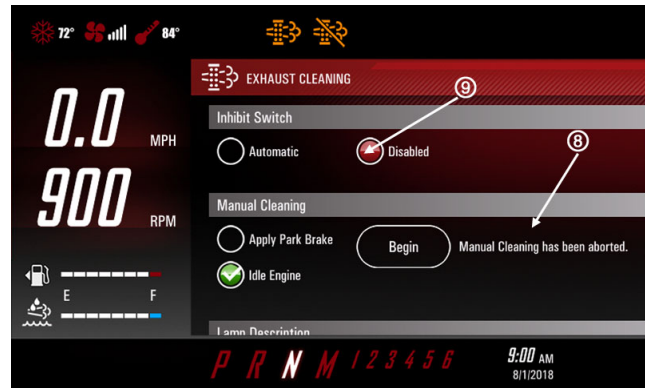 72° 84°
EXHAUST CLEANING
9
Inhibit Switch
8
Automatic Disabled
0.0 MPH
Manual Cleaning
900 RPM
Apply Park Brake Begin Manual Cleaning has been aborted.
Idle Engine
E F
Lamp Description
P R N M 1 2 3 4 5 6
9:00 AM
8/1/2018